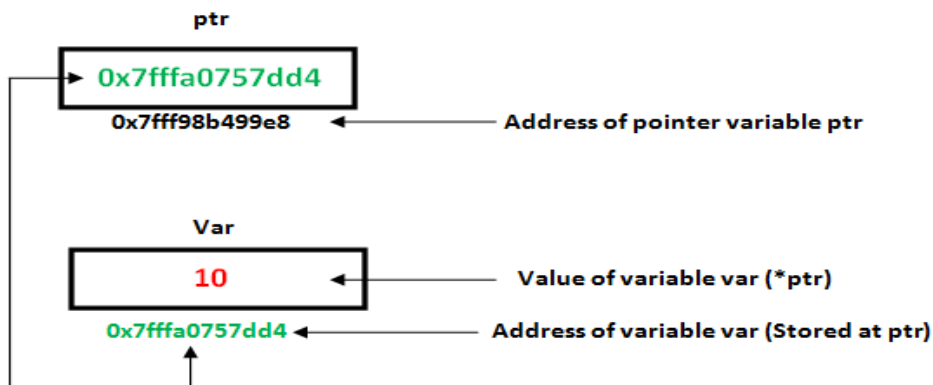 ptr
0x7fffa0757dd4
0x7fff98b499e8
Address of pointer variable ptr
Var
10
Value of variable var (*ptr)
0x7fffa0757dd4
Address of variable var (Stored at ptr)